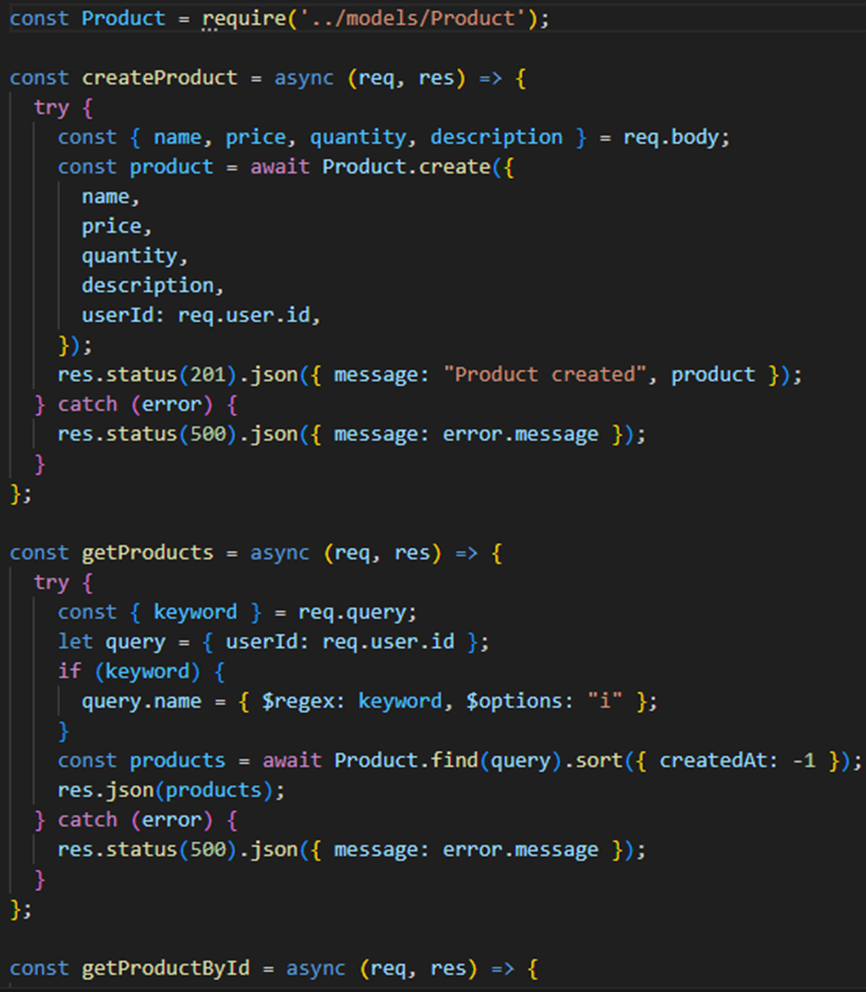 const Product = require('../models/Product');
const createProduct = async (req, res) => {
  try {
    const { name, price, quantity, description } = req.body;
    const product = await Product.create({
      name,
      price,
      quantity,
      description,
      userId: req.user.id,
    });
    res.status(201).json({ message: "Product created", product });
  } catch (error) {
    res.status(500).json({ message: error.message });
  }
};
const getProducts = async (req, res) => {
  try {
    const { keyword } = req.query;
    let query = { userId: req.user.id };
    if (keyword) {
      query.name = { $regex: keyword, $options: "i" };
    }
    const products = await Product.find(query).sort({ createdAt: -1 });
    res.json(products);
  } catch (error) {
    res.status(500).json({ message: error.message });
  }
};
const getProductById = async (req, res) => {